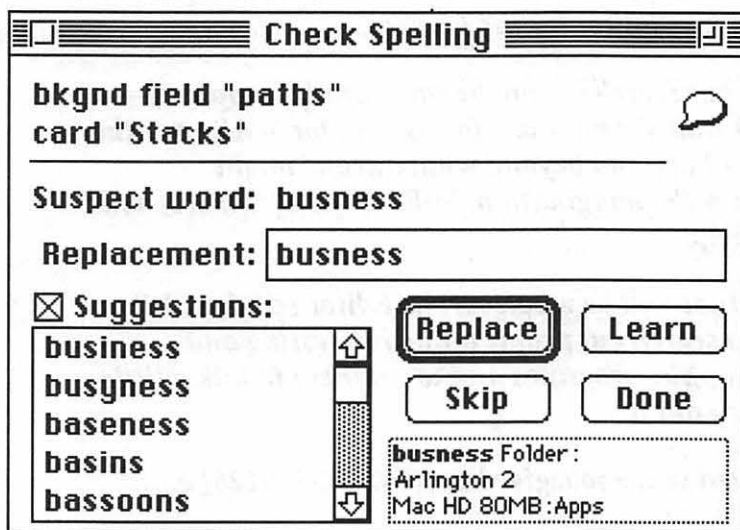 Check Spelling
bkgnd field "paths"
card "Stacks"
Suspect word: busness
Replacement: busness
Suggestions:
business
busyness
baseness
basins
bassoons
Replace
Learn
Skip
Done
busness Folder:
Arlington 2
Mac HD 80MB:Apps